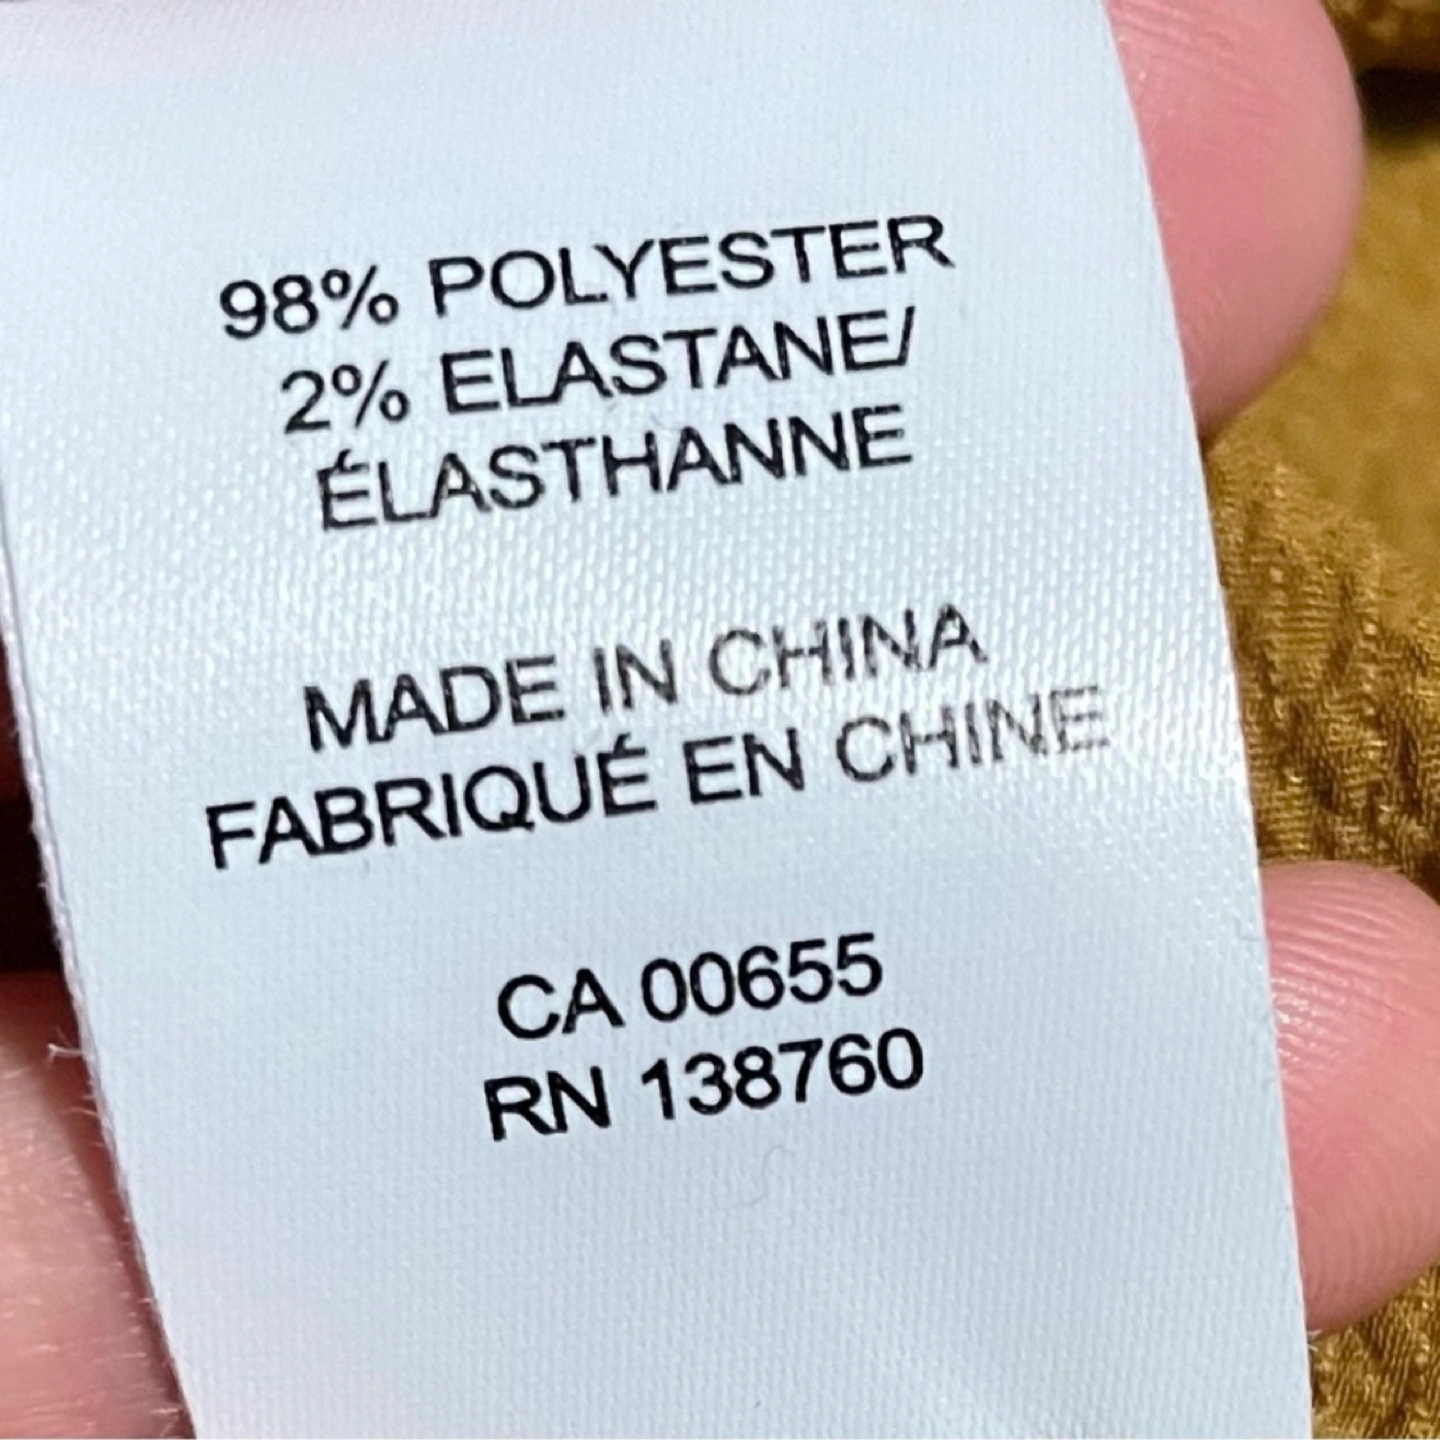 98% POLYESTER
2% ELASTANE/
ÉLASTHANNE
MADE IN CHINA
FABRIQUÉ EN CHINE
CA 00655
RN 138760